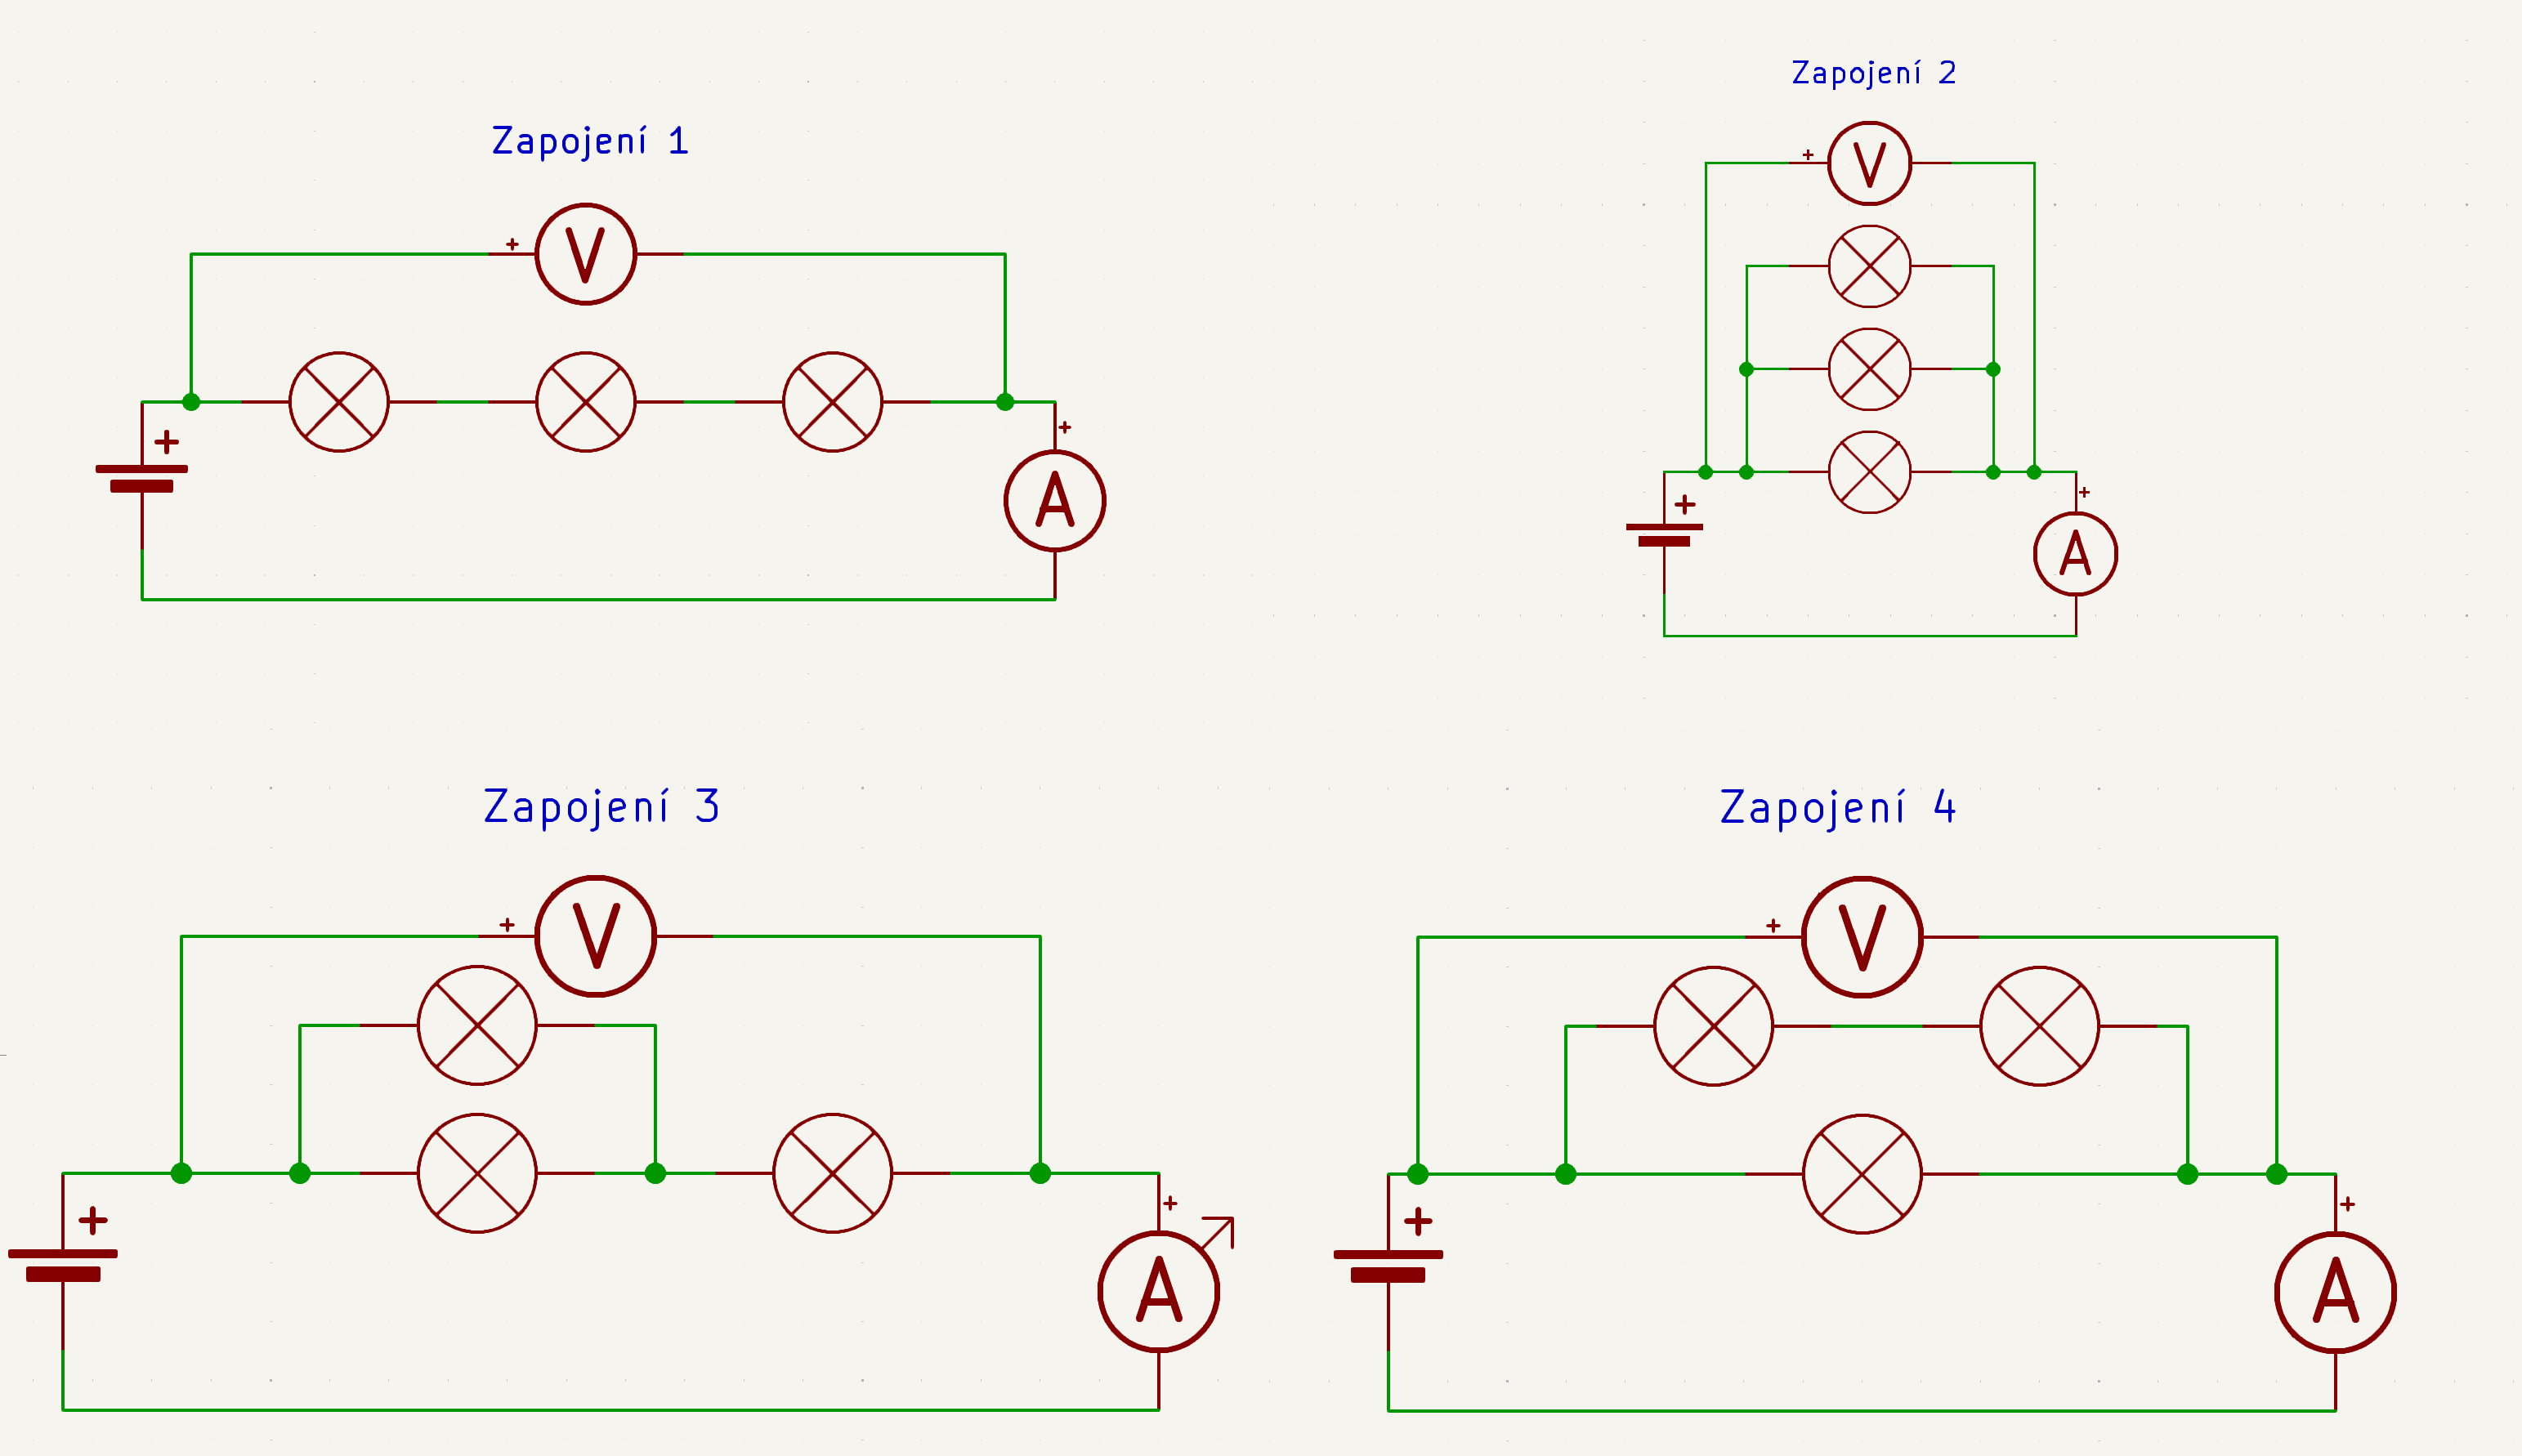 Zapojení 1
+
V
+
+
A
Zapojení 2
+
V
+
+
A
Zapojení 3
+
V
+
+
A
Zapojení 4
+
V
+
+
A